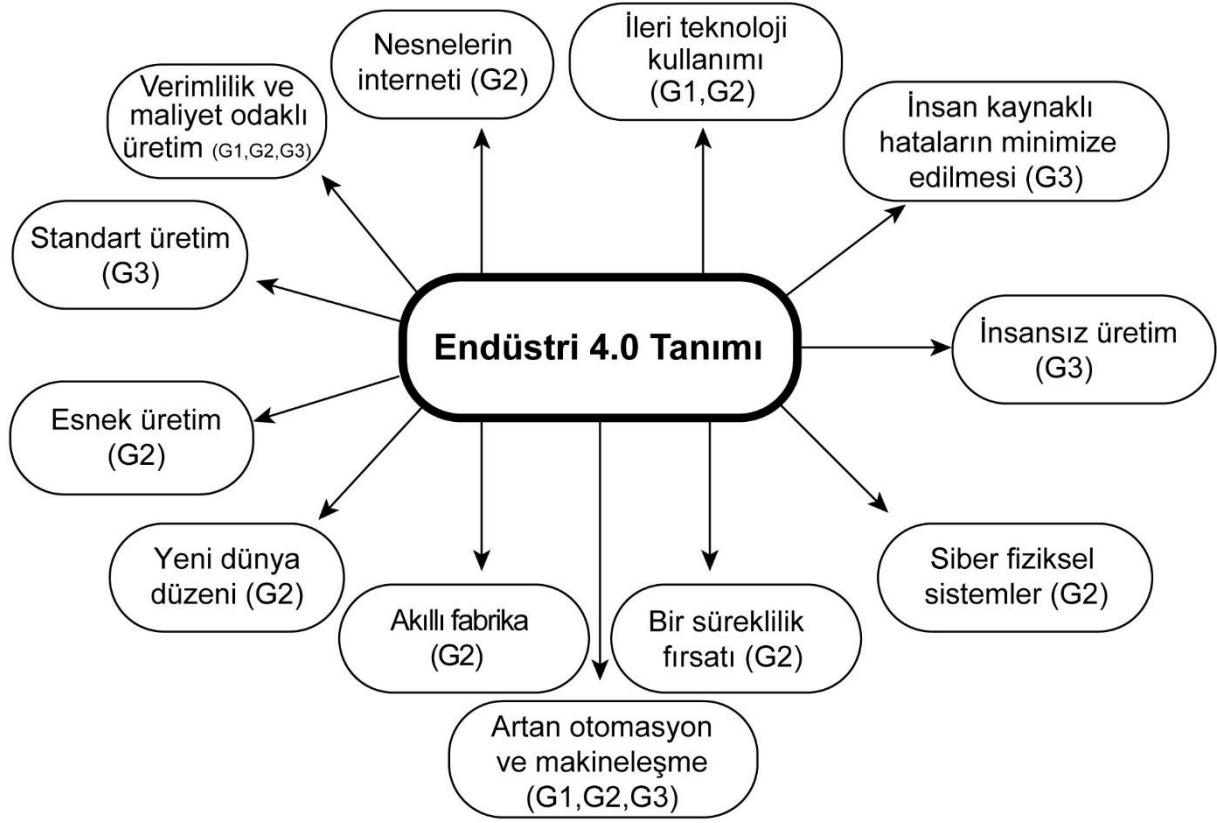 Nesnelerin
interneti (G2)
İleri teknoloji
kullanımı
(G1,G2)
Verimlilik ve
maliyet odaklı
üretim (G1,G2,G3)
İnsan kaynaklı
hataların minimize
edilmesi (G3)
Standart üretim
(G3)
Endüstri 4.0 Tanımı
İnsansız üretim
(G3)
Esnek üretim
(G2)
Yeni dünya
düzeni (G2)
Akıllı fabrika
(G2)
Bir süreklilik
fırsatı (G2)
Siber fiziksel
sistemler (G2)
Artan otomasyon
ve makineleşme
(G1,G2,G3)